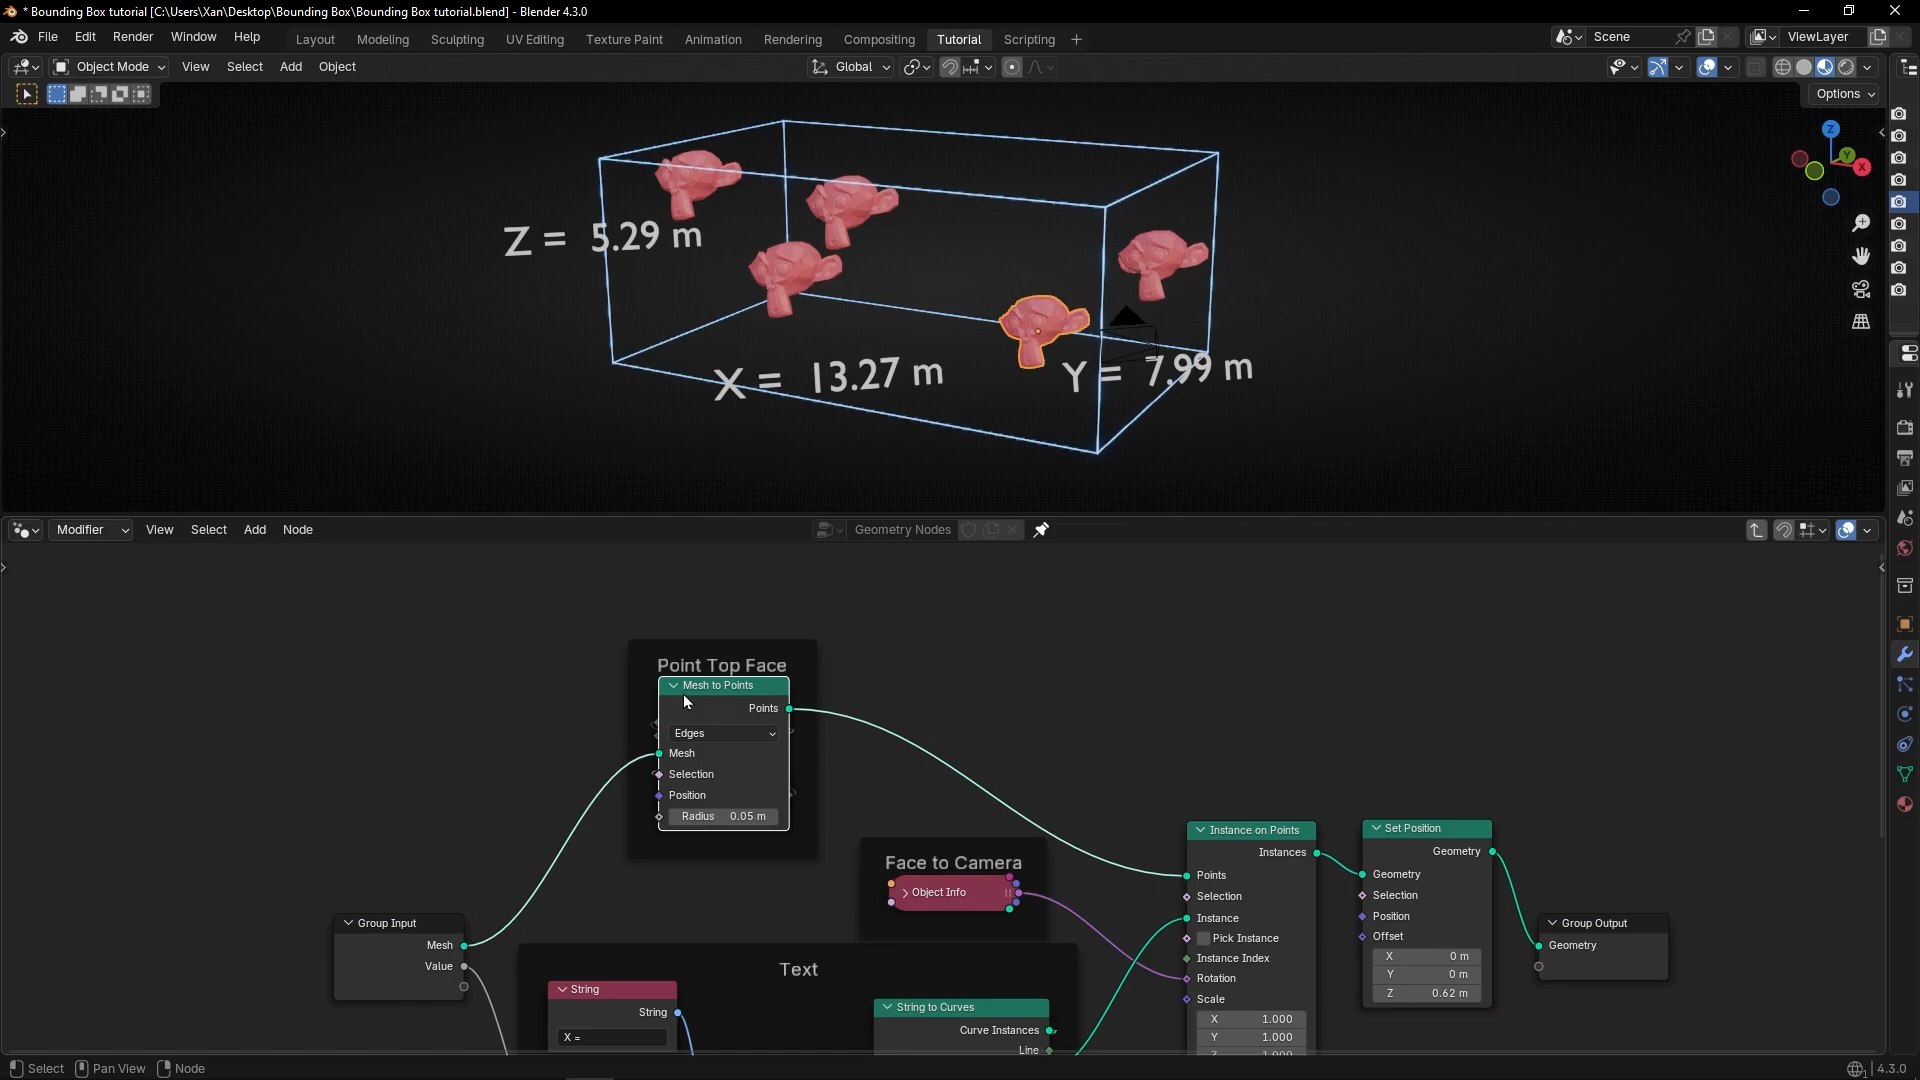 * Bounding Box tutorial [C:\Users\Xan\Desktop\Bounding Box\Bounding Box tutorial.blend] - Blender 4.3.0
File Edit Render Window Help Layout Modeling Sculpting UV Editing Texture Paint Animation Rendering Compositing Tutorial Scripting + Scene ViewLayer
Object Mode View Select Add Object Global
Options
Z
Y
X
Z = 5.29 m
X = 13.27 m
Y = 7.99 m
Modifier View Select Add Node Geometry Nodes
Point Top Face
Mesh to Points
Points
Edges
Mesh
Selection
Position
Radius 0.05 m
Face to Camera
Object Info
Group Input
Mesh
Value
Text
String
String
X =
String to Curves
Curve Instances
Line
Instance on Points
Instances
Points
Selection
Instance
Pick Instance
Instance Index
Rotation
Scale
X 1.000
Y 1.000
Z 1.000
Set Position
Geometry
Geometry
Selection
Position
Offset
X 0 m
Y 0 m
Z 0.62 m
Group Output
Geometry
Select Pan View Node 4.3.0